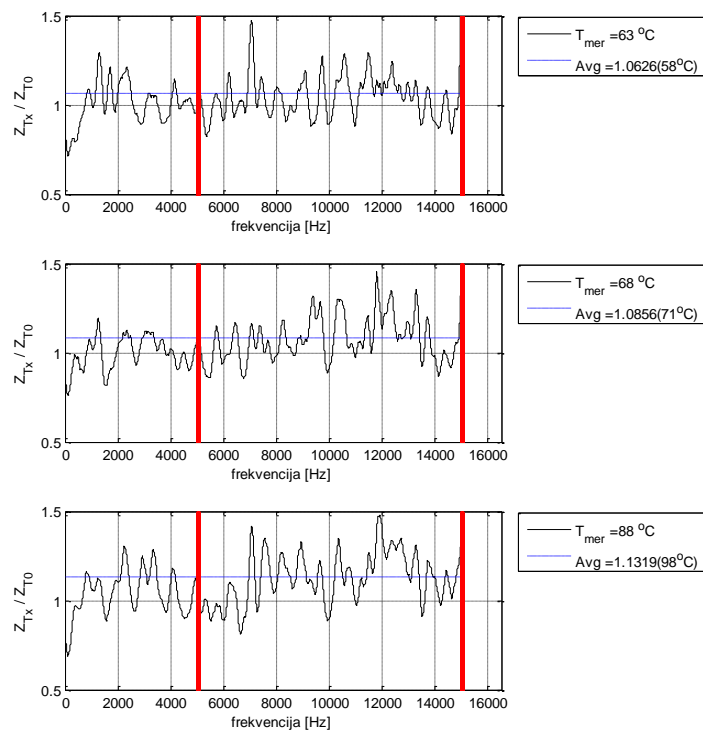 1.5
1
0.5
Z_Tx / Z_T0
0 2000 4000 6000 8000 10000 12000 14000 16000
frekvencija [Hz]
T_mer =63 °C
Avg =1.0626(58°C)
1.5
1
0.5
Z_Tx / Z_T0
0 2000 4000 6000 8000 10000 12000 14000 16000
frekvencija [Hz]
T_mer =68 °C
Avg =1.0856(71°C)
1.5
1
0.5
Z_Tx / Z_T0
0 2000 4000 6000 8000 10000 12000 14000 16000
frekvencija [Hz]
T_mer =88 °C
Avg =1.1319(98°C)